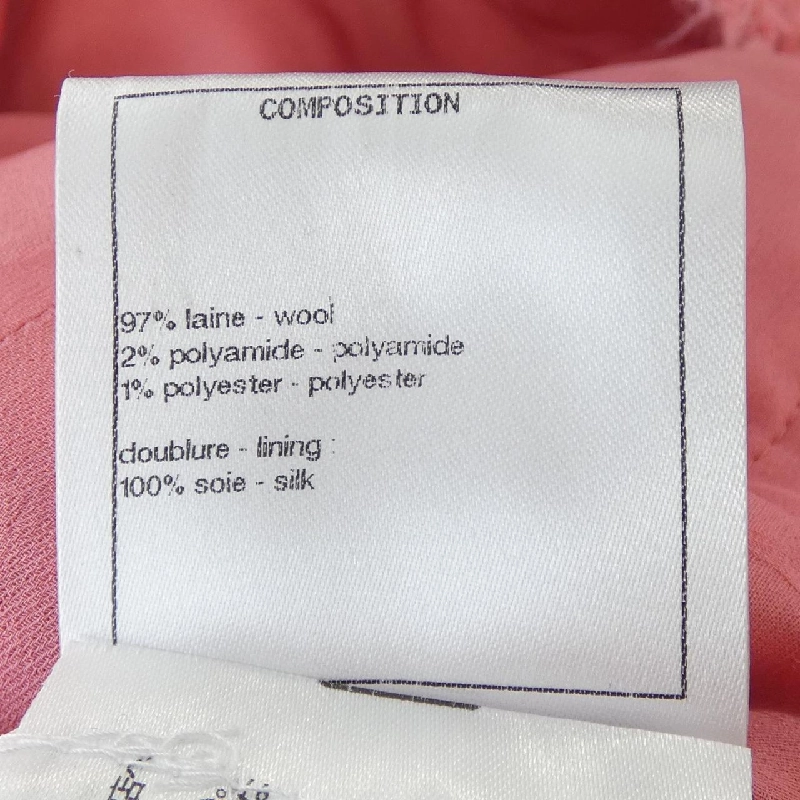 COMPOSITION
97% laine - wool
2% polyamide - polyamide
1% polyester - polyester
doublure - lining :
100% soie - silk